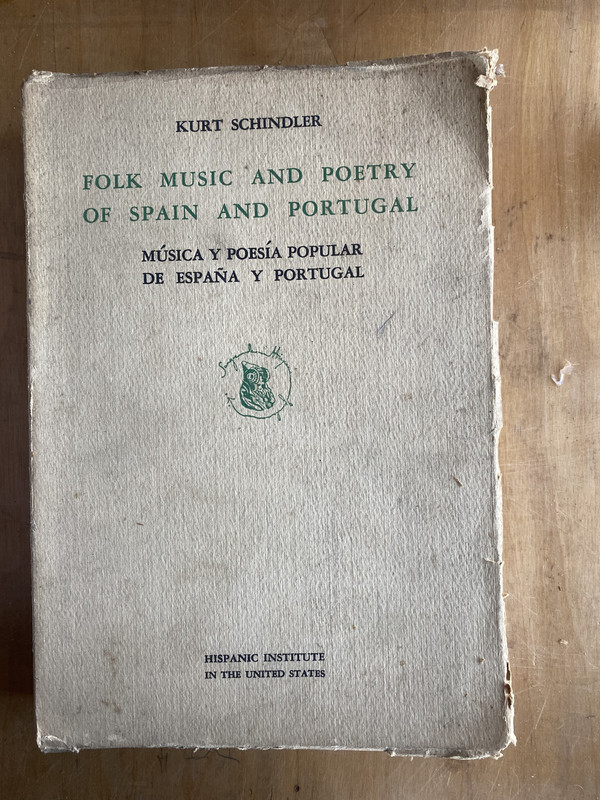 KURT SCHINDLER
FOLK MUSIC AND POETRY
OF SPAIN AND PORTUGAL
MÚSICA Y POESÍA POPULAR
DE ESPAÑA Y PORTUGAL
HISPANIC INSTITUTE
IN THE UNITED STATES